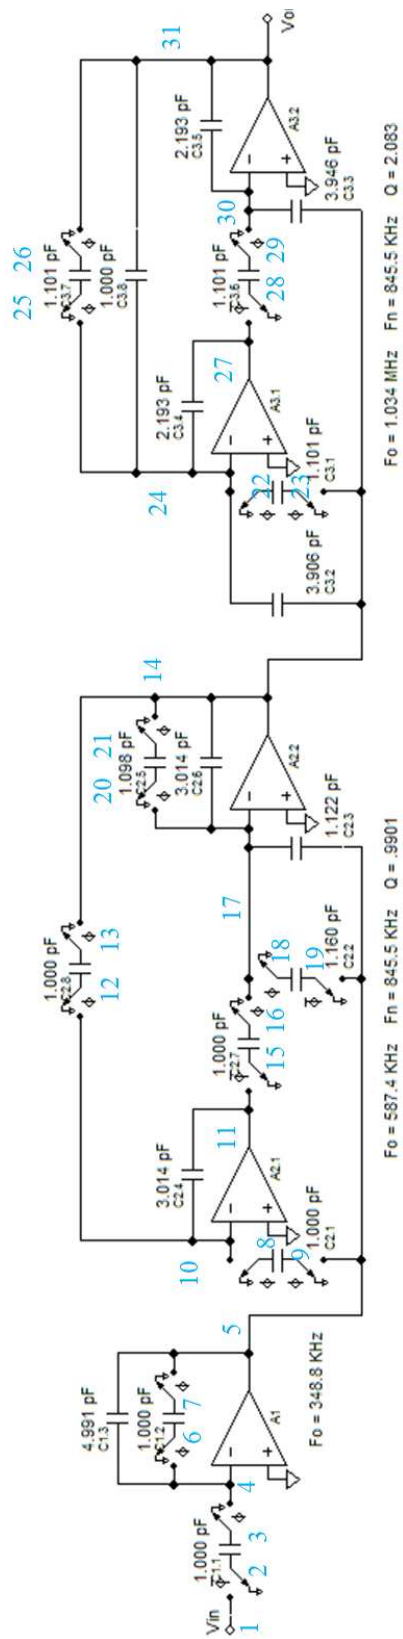 Vin
1
1.000 pF
C1.1
2
3
4
4.991 pF
C1.3
1.000 pF
C1.2
6
7
A1
5
Fo = 348.8 KHz
1.000 pF
C2.8
12
13
10
3.014 pF
C2.4
8
9
1.000 pF
C2.1
A2.1
11
1.000 pF
C2.7
15
16
17
18
19
1.160 pF
C2.2
20
21
1.098 pF
C2.5
3.014 pF
C2.6
14
A2.2
1.122 pF
C2.3
Fo = 587.4 KHz Fn = 845.5 KHz Q = .9901
25
26
1.101 pF
C3.7
1.000 pF
C3.8
24
3.906 pF
C3.2
2.193 pF
C3.4
22
23
1.101 pF
C3.1
A3.1
27
1.101 pF
C3.6
28
29
30
2.193 pF
C3.5
A3.2
3.946 pF
C3.3
31
Fo = 1.034 MHz Fn = 845.5 KHz Q = 2.083